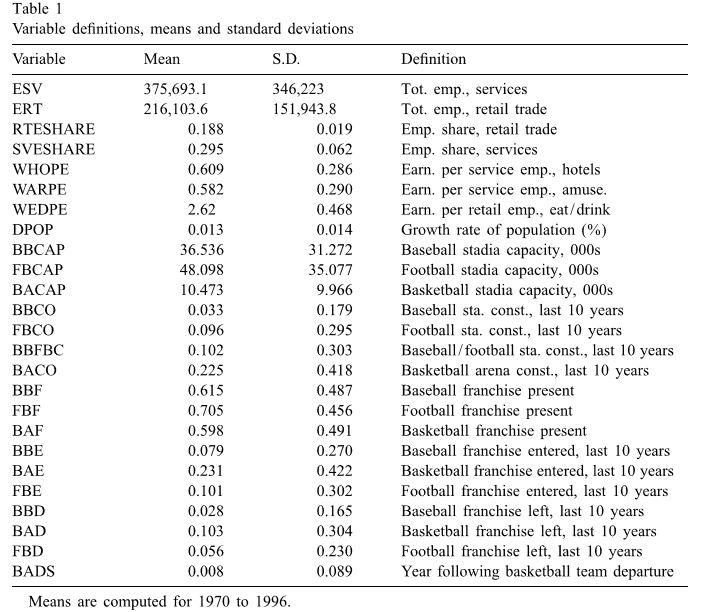 Table 1
Variable definitions, means and standard deviations
Variable Mean S.D. Definition
ESV 375,693.1 346,223 Tot. emp., services
ERT 216,103.6 151,943.8 Tot. emp., retail trade
RTESHARE 0.188 0.019 Emp. share, retail trade
SVESHARE 0.295 0.062 Emp. share, services
WHOPE 0.609 0.286 Earn. per service emp., hotels
WARPE 0.582 0.290 Earn. per service emp., amuse.
WEDPE 2.62 0.468 Earn. per retail emp., eat/drink
DPOP 0.013 0.014 Growth rate of population (%)
BBCAP 36.536 31.272 Baseball stadia capacity, 000s
FBCAP 48.098 35.077 Football stadia capacity, 000s
BACAP 10.473 9.966 Basketball stadia capacity, 000s
BBCO 0.033 0.179 Baseball sta. const., last 10 years
FBCO 0.096 0.295 Football sta. const., last 10 years
BBFBC 0.102 0.303 Baseball/football sta. const., last 10 years
BACO 0.225 0.418 Basketball arena const., last 10 years
BBF 0.615 0.487 Baseball franchise present
FBF 0.705 0.456 Football franchise present
BAF 0.598 0.491 Basketball franchise present
BBE 0.079 0.270 Baseball franchise entered, last 10 years
BAE 0.231 0.422 Basketball franchise entered, last 10 years
FBE 0.101 0.302 Football franchise entered, last 10 years
BBD 0.028 0.165 Baseball franchise left, last 10 years
BAD 0.103 0.304 Basketball franchise left, last 10 years
FBD 0.056 0.230 Football franchise left, last 10 years
BADS 0.008 0.089 Year following basketball team departure
Means are computed for 1970 to 1996.